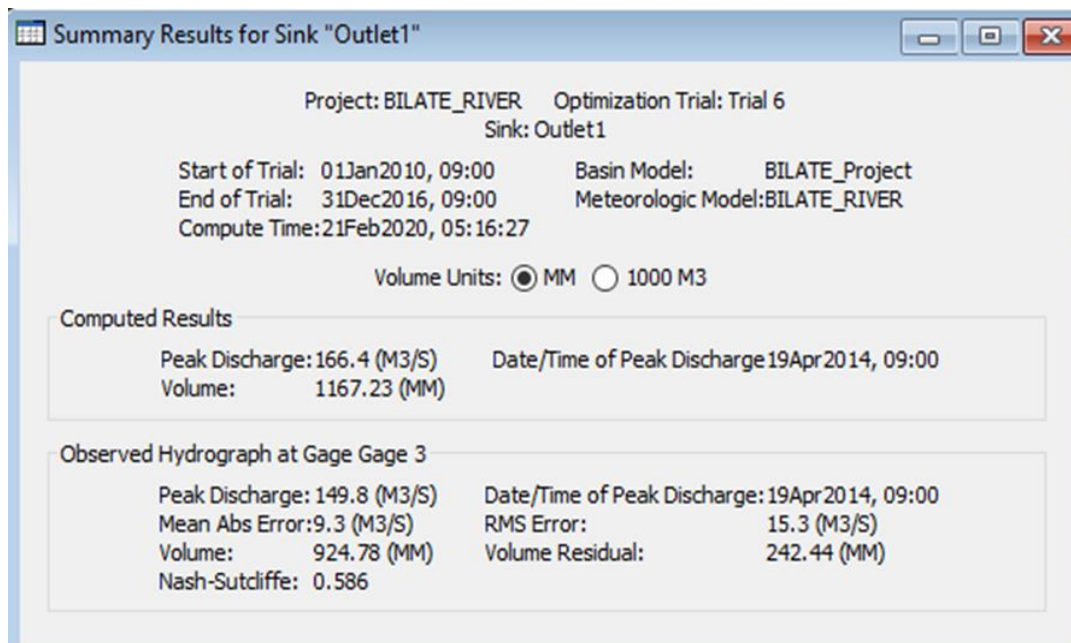 Summary Results for Sink "Outlet1"
Project: BILATE_RIVER Optimization Trial: Trial 6
Sink: Outlet1
Start of Trial: 01Jan2010, 09:00 Basin Model: BILATE_Project
End of Trial: 31Dec2016, 09:00 Meteorologic Model:BILATE_RIVER
Compute Time:21Feb2020, 05:16:27
Volume Units: MM 1000 M3
Computed Results
Peak Discharge:166.4 (M3/S) Date/Time of Peak Discharge19Apr2014, 09:00
Volume: 1167.23 (MM)
Observed Hydrograph at Gage Gage 3
Peak Discharge:149.8 (M3/S) Date/Time of Peak Discharge:19Apr2014, 09:00
Mean Abs Error:9.3 (M3/S) RMS Error: 15.3 (M3/S)
Volume: 924.78 (MM) Volume Residual: 242.44 (MM)
Nash-Sutcliffe: 0.586